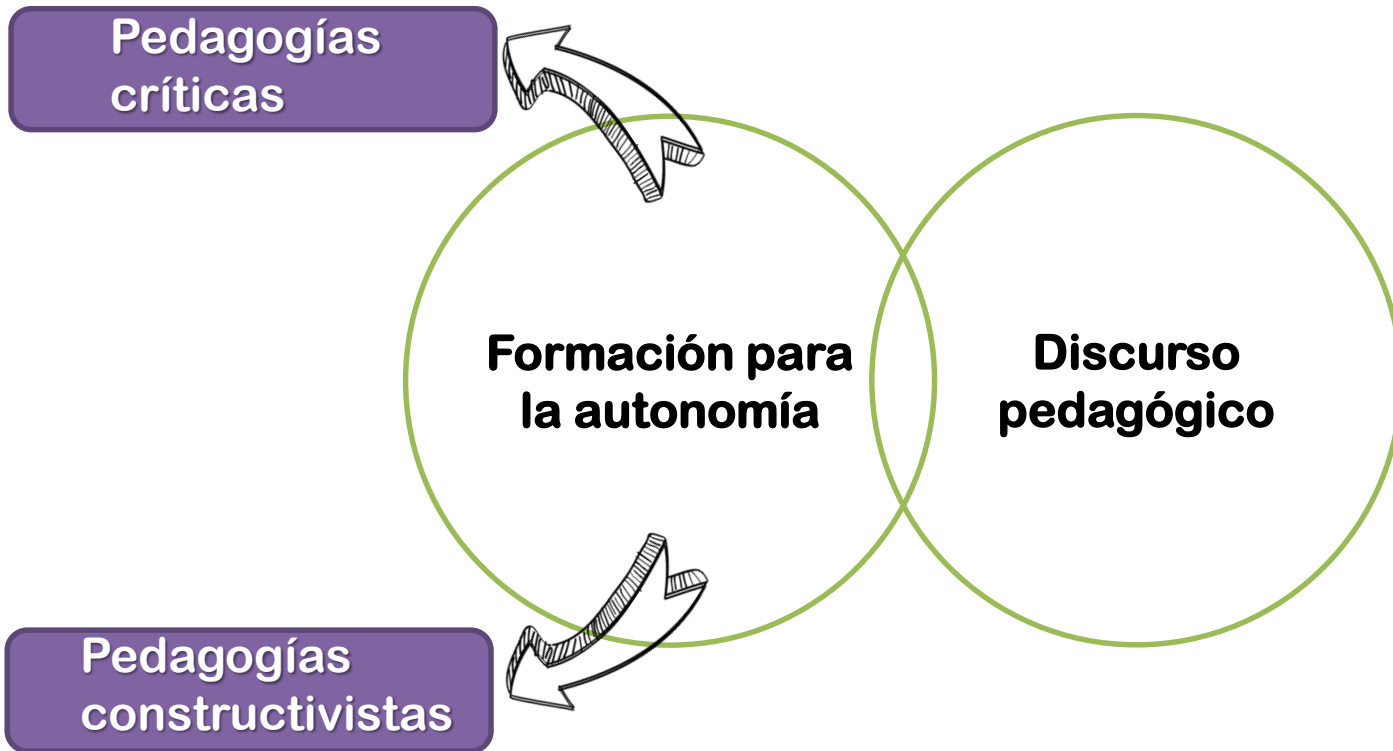 Pedagogías
críticas
Formación para
la autonomía
Discurso
pedagógico
Pedagogías
constructivistas